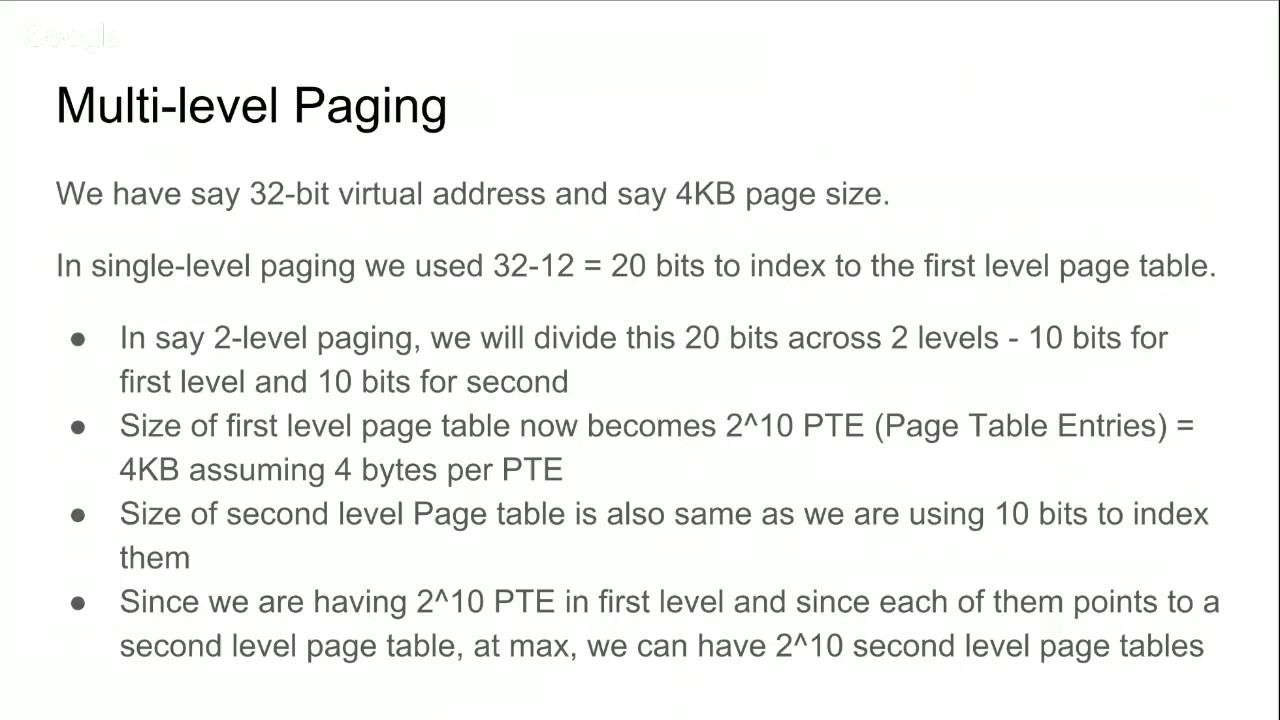 Google
Multi-level Paging
We have say 32-bit virtual address and say 4KB page size.
In single-level paging we used 32-12 = 20 bits to index to the first level page table.
● In say 2-level paging, we will divide this 20 bits across 2 levels - 10 bits for
first level and 10 bits for second
● Size of first level page table now becomes 2^10 PTE (Page Table Entries) =
4KB assuming 4 bytes per PTE
● Size of second level Page table is also same as we are using 10 bits to index
them
● Since we are having 2^10 PTE in first level and since each of them points to a
second level page table, at max, we can have 2^10 second level page tables